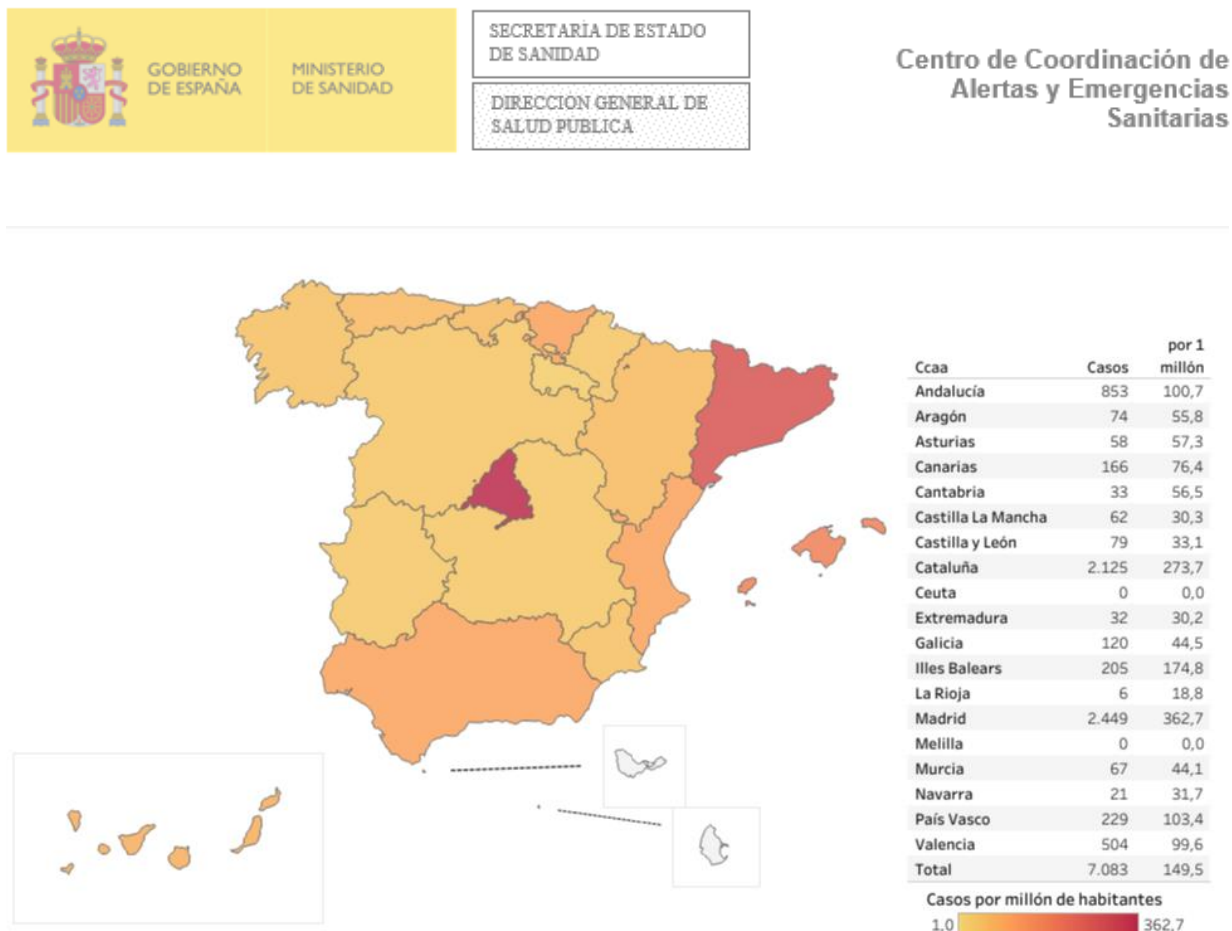 GOBIERNO
DE ESPAÑA
MINISTERIO
DE SANIDAD
SECRETARÍA DE ESTADO
DE SANIDAD
DIRECCION GENERAL DE
SALUD PUBLICA
Centro de Coordinación de
Alertas y Emergencias
Sanitarias
Ccaa Casos por 1 millón
Andalucía 853 100,7
Aragón 74 55,8
Asturias 58 57,3
Canarias 166 76,4
Cantabria 33 56,5
Castilla La Mancha 62 30,3
Castilla y León 79 33,1
Cataluña 2.125 273,7
Ceuta 0 0,0
Extremadura 32 30,2
Galicia 120 44,5
Illes Balears 205 174,8
La Rioja 6 18,8
Madrid 2.449 362,7
Melilla 0 0,0
Murcia 67 44,1
Navarra 21 31,7
País Vasco 229 103,4
Valencia 504 99,6
Total 7.083 149,5
Casos por millón de habitantes
1,0 362,7